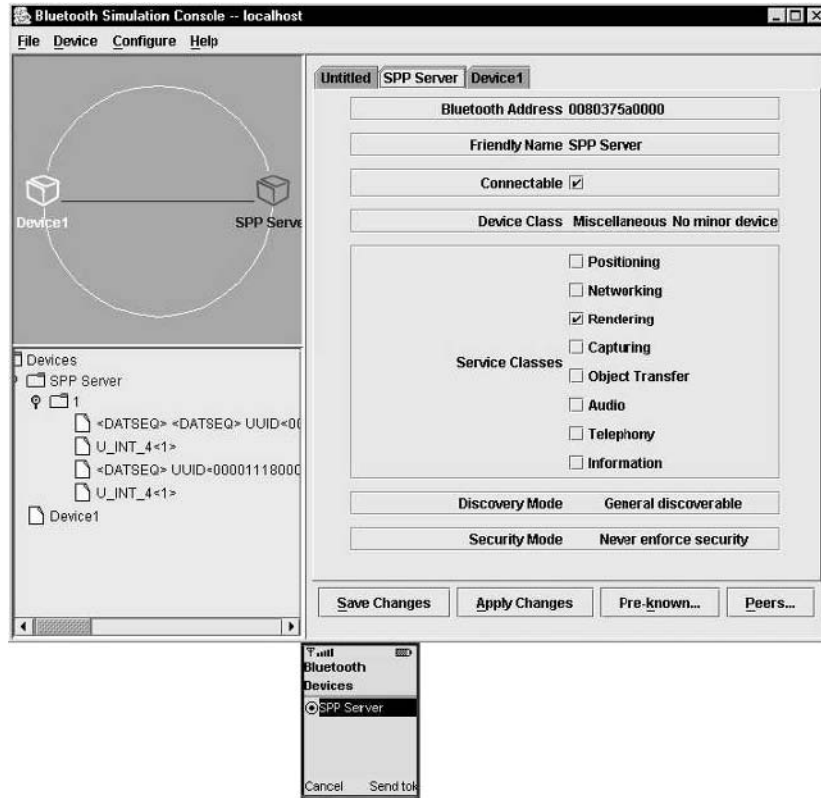 Bluetooth Simulation Console -- localhost
File Device Configure Help
Device1
SPP Serve
Devices
SPP Server
1
<DATSEQ> <DATSEQ> UUID<00
U_INT_4<1>
<DATSEQ> UUID<00001118000
U_INT_4<1>
Device1
Untitled SPP Server Device1
Bluetooth Address 0080375a0000
Friendly Name SPP Server
Connectable
Device Class Miscellaneous No minor device
Service Classes
Positioning
Networking
Rendering
Capturing
Object Transfer
Audio
Telephony
Information
Discovery Mode General discoverable
Security Mode Never enforce security
Save Changes Apply Changes Pre-known... Peers...
Bluetooth
Devices
SPP Server
Cancel Send tok